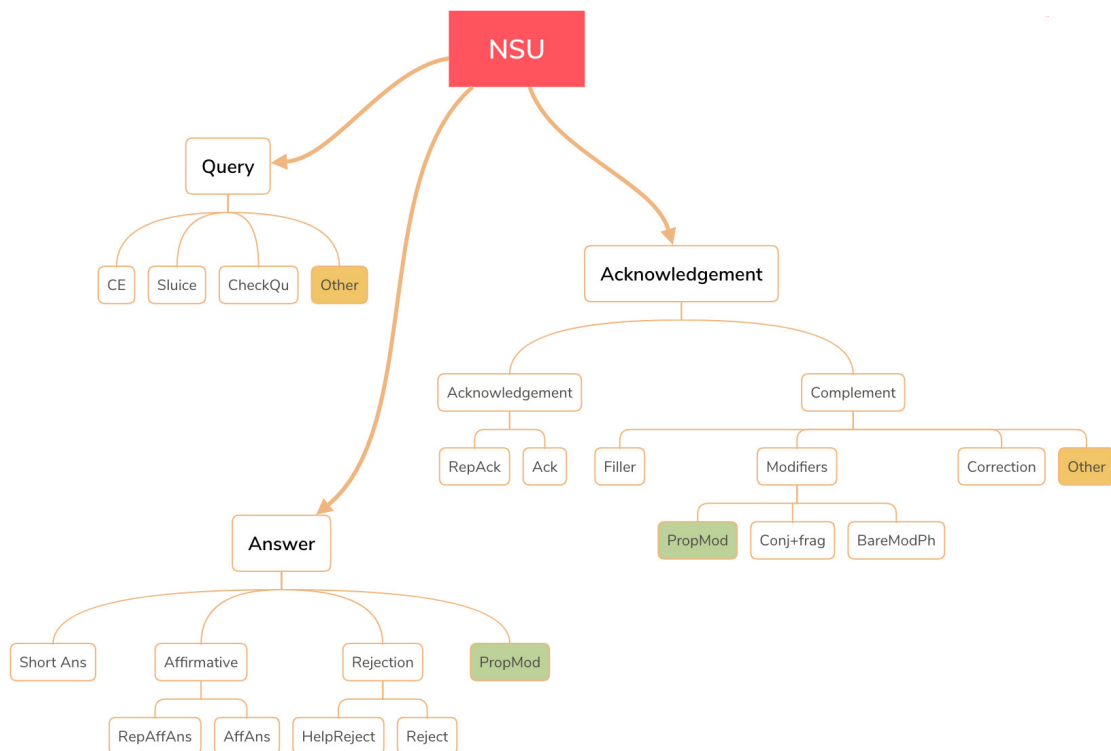 NSU
Query
CE
Sluice
CheckQu
Other
Acknowledgement
Acknowledgement
Complement
RepAck
Ack
Filler
Modifiers
Correction
Other
PropMod
Conj+frag
BareModPh
Answer
Short Ans
Affirmative
Rejection
PropMod
RepAffAns
AffAns
HelpReject
Reject